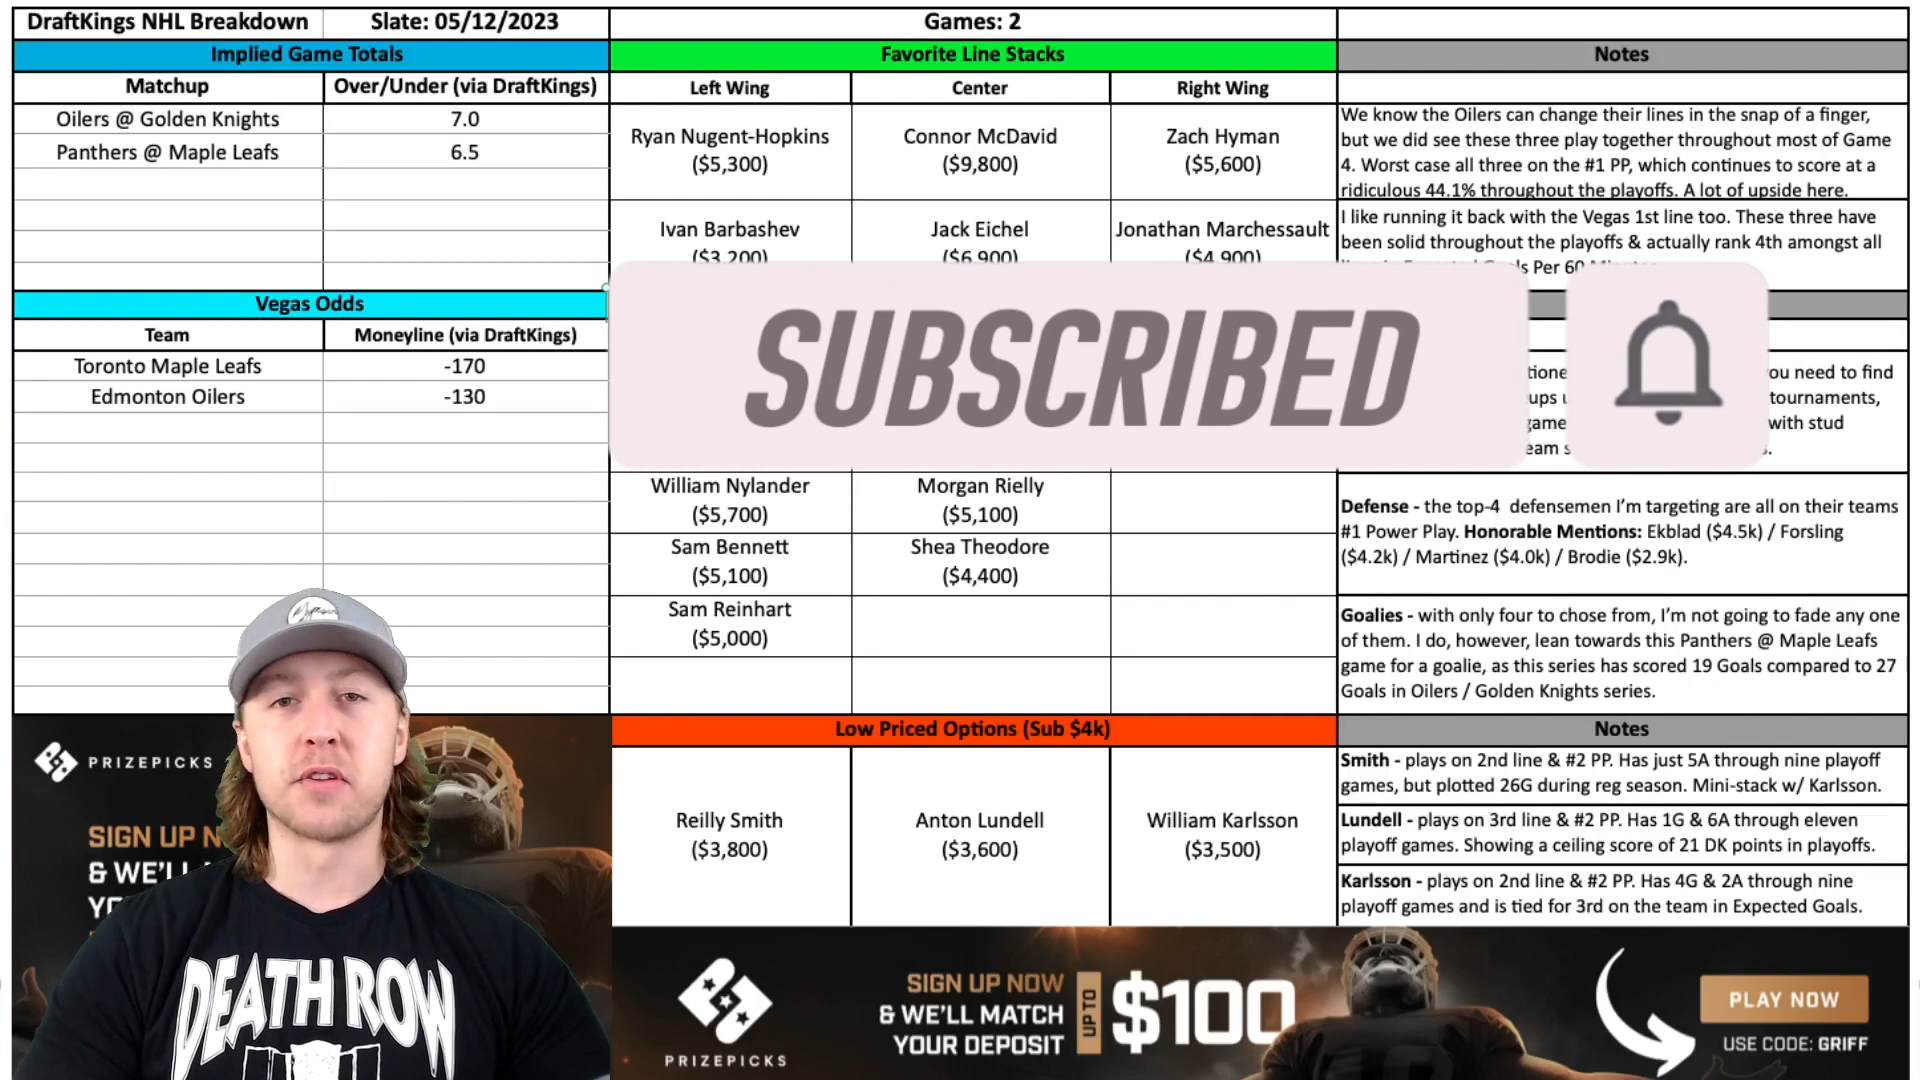 DraftKings NHL Breakdown
Slate: 05/12/2023
Games: 2
Implied Game Totals
Favorite Line Stacks
Notes
Matchup
Over/Under (via DraftKings)
Left Wing
Center
Right Wing
Oilers @ Golden Knights
7.0
Panthers @ Maple Leafs
6.5
Ryan Nugent-Hopkins
($5,300)
Connor McDavid
($9,800)
Zach Hyman
($5,600)
We know the Oilers can change their lines in the snap of a finger,
but we did see these three play together throughout most of Game
4. Worst case all three on the #1 PP, which continues to score at a
ridiculous 44.1% throughout the playoffs. A lot of upside here.
Ivan Barbashev
($3,200)
Jack Eichel
($6,900)
Jonathan Marchessault
($4,900)
I like running it back with the Vegas 1st line too. These three have
been solid throughout the playoffs & actually rank 4th amongst all
Per 60
Vegas Odds
Team
Moneyline (via DraftKings)
Toronto Maple Leafs
-170
Edmonton Oilers
-130
SUBSCRIBED
you need to find
tournaments,
with stud
William Nylander
($5,700)
Morgan Rielly
($5,100)
Sam Bennett
($5,100)
Shea Theodore
($4,400)
Sam Reinhart
($5,000)
Defense - the top-4 defensemen I'm targeting are all on their teams
#1 Power Play. Honorable Mentions: Ekblad ($4.5k) / Forsling
($4.2k) / Martinez ($4.0k) / Brodie ($2.9k).
Goalies - with only four to chose from, I'm not going to fade any one
of them. I do, however, lean towards this Panthers @ Maple Leafs
game for a goalie, as this series has scored 19 Goals compared to 27
Goals in Oilers / Golden Knights series.
Low Priced Options (Sub $4k)
Notes
Reilly Smith
($3,800)
Anton Lundell
($3,600)
William Karlsson
($3,500)
Smith - plays on 2nd line & #2 PP. Has just 5A through nine playoff
games, but plotted 26G during reg season. Mini-stack w/ Karlsson.
Lundell - plays on 3rd line & #2 PP. Has 1G & 6A through eleven
playoff games. Showing a ceiling score of 21 DK points in playoffs.
Karlsson - plays on 2nd line & #2 PP. Has 4G & 2A through nine
playoff games and is tied for 3rd on the team in Expected Goals.
PRIZEPICKS
SIGN UP
& WE'LL
DEATH ROW
PRIZEPICKS
SIGN UP NOW
& WE'LL MATCH
YOUR DEPOSIT
UP TO
$100
PLAY NOW
USE CODE: GRIFF